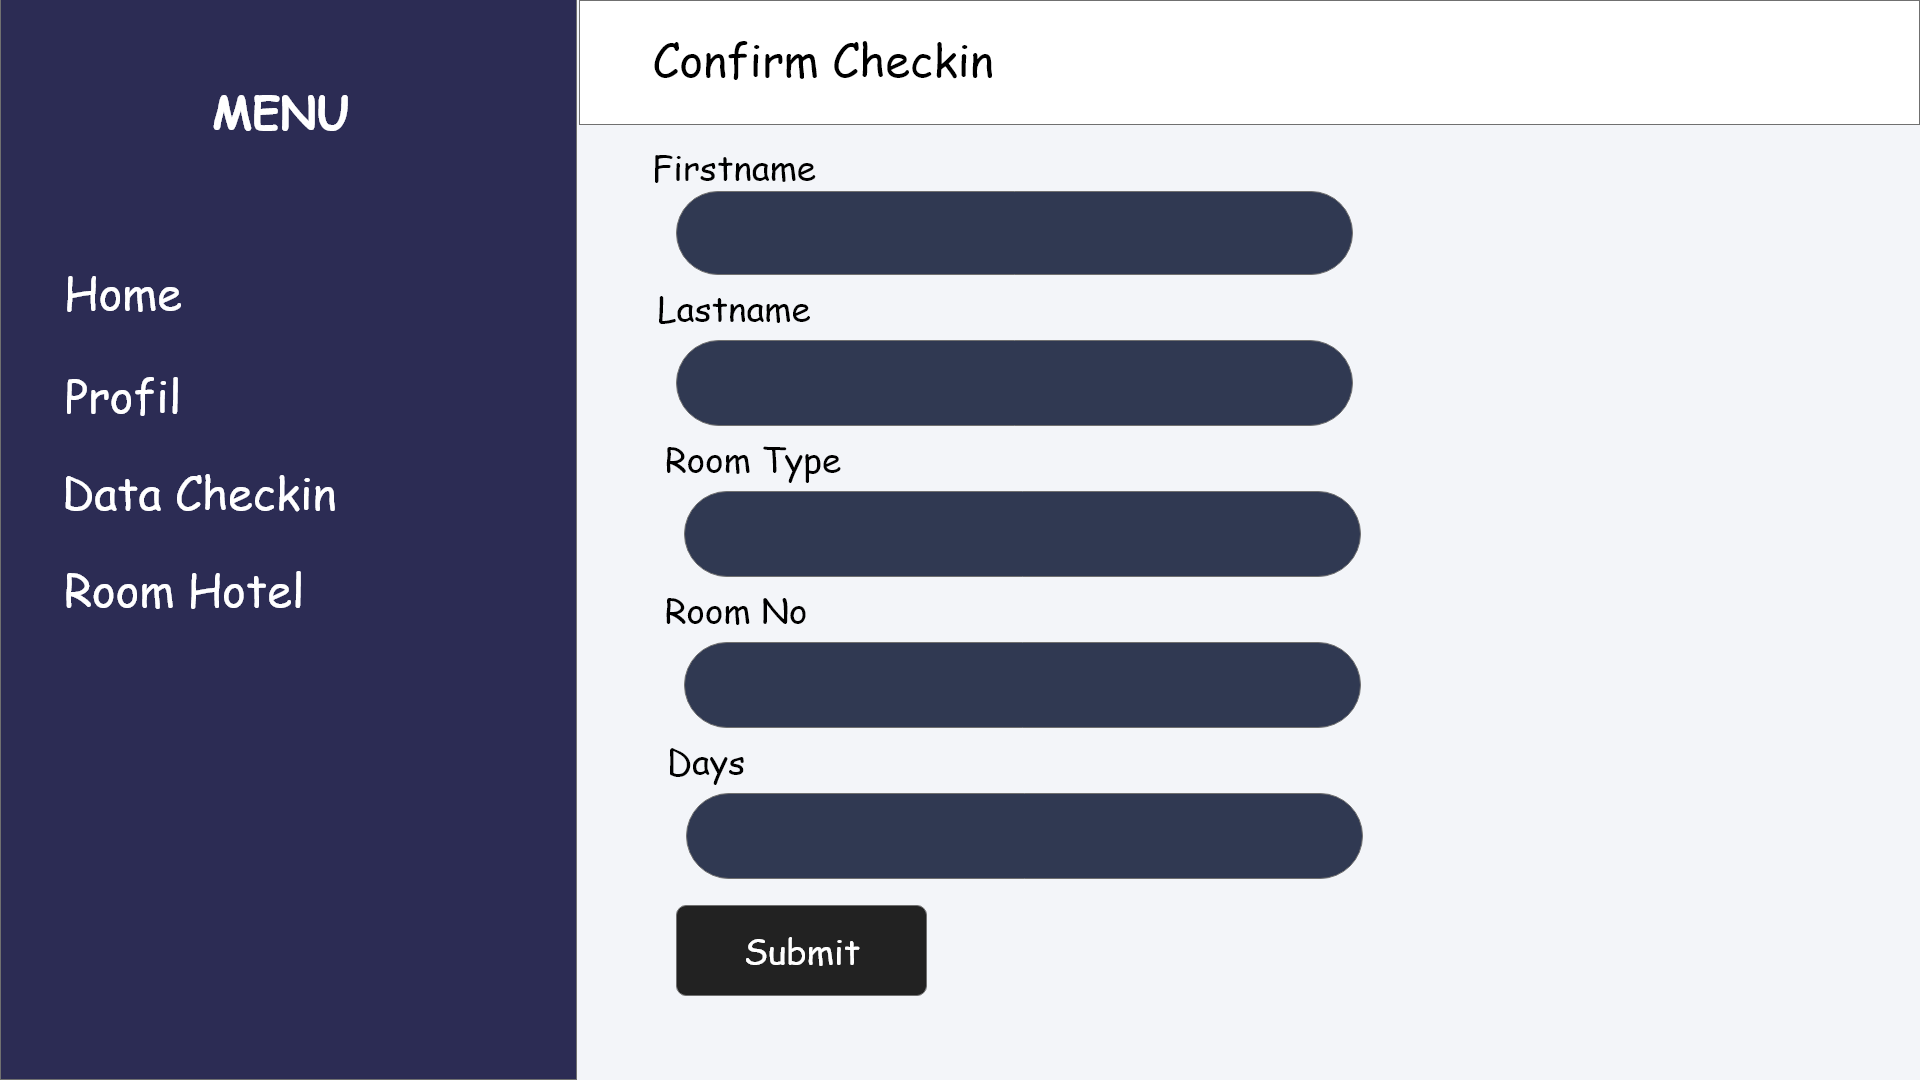 MENU
Home
Profil
Data Checkin
Room Hotel
Confirm Checkin
Firstname
Lastname
Room Type
Room No
Days
Submit